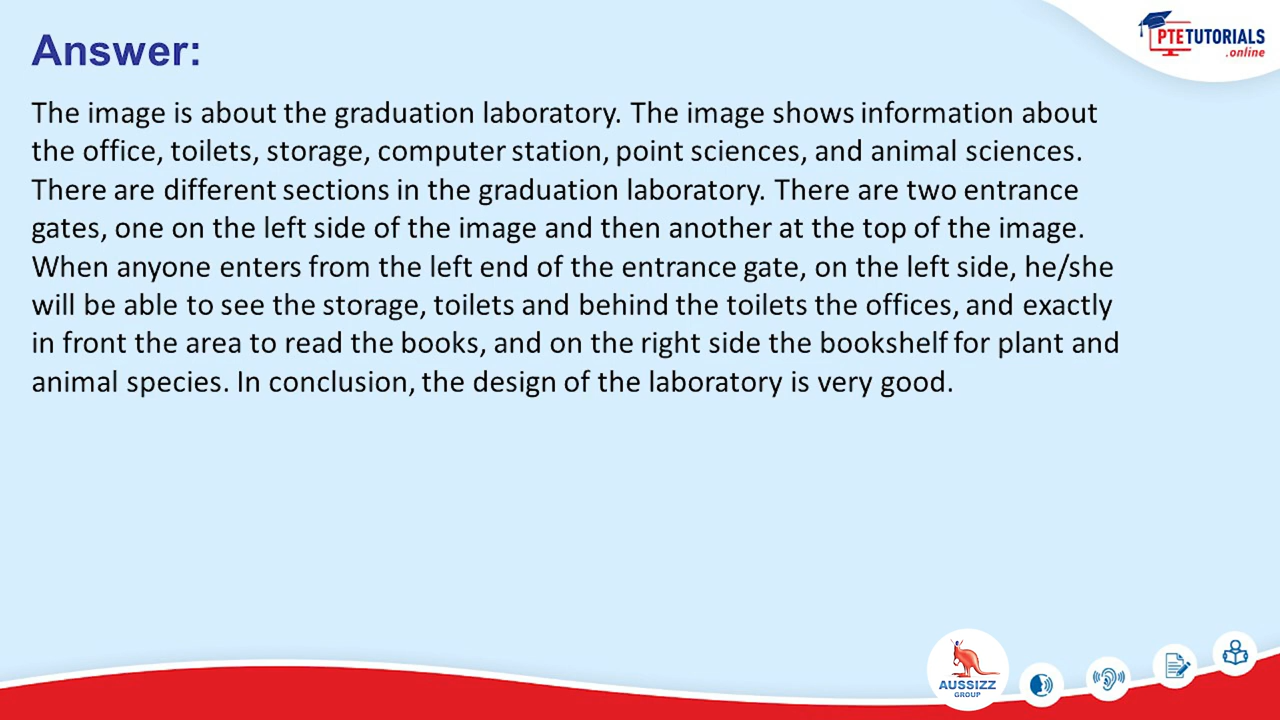 PTETUTORIALS
.online
Answer:
The image is about the graduation laboratory. The image shows information about
the office, toilets, storage, computer station, point sciences, and animal sciences.
There are different sections in the graduation laboratory. There are two entrance
gates, one on the left side of the image and then another at the top of the image.
When anyone enters from the left end of the entrance gate, on the left side, he/she
will be able to see the storage, toilets and behind the toilets the offices, and exactly
in front the area to read the books, and on the right side the bookshelf for plant and
animal species. In conclusion, the design of the laboratory is very good.
AUSSIZZ
GROUP